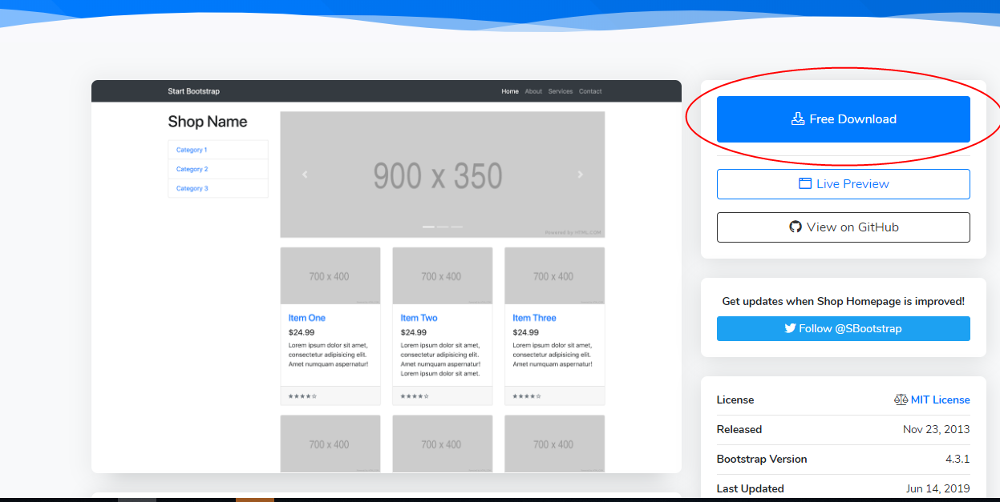 Start Bootstrap
Home About Services Contact
Shop Name
Category 1
Category 2
Category 3
900 x 350
Powered by HTML.COM
700 x 400
700 x 400
700 x 400
Item One
$24.99
Lorem ipsum dolor sit amet,
consectetur adipisicing elit.
Amet numquam aspernatur!
★★★★☆
Item Two
$24.99
Lorem ipsum dolor sit amet,
consectetur adipisicing elit.
Amet numquam aspernatur!
Lorem ipsum dolor sit amet.
★★★★☆
Item Three
$24.99
Lorem ipsum dolor sit amet,
consectetur adipisicing elit.
Amet numquam aspernatur!
★★★★☆
700 x 400
700 x 400
700 x 400
Free Download
Live Preview
View on GitHub
Get updates when Shop Homepage is improved!
Follow @SBootstrap
License MIT License
Released Nov 23, 2013
Bootstrap Version 4.3.1
Last Updated Jun 14, 2019